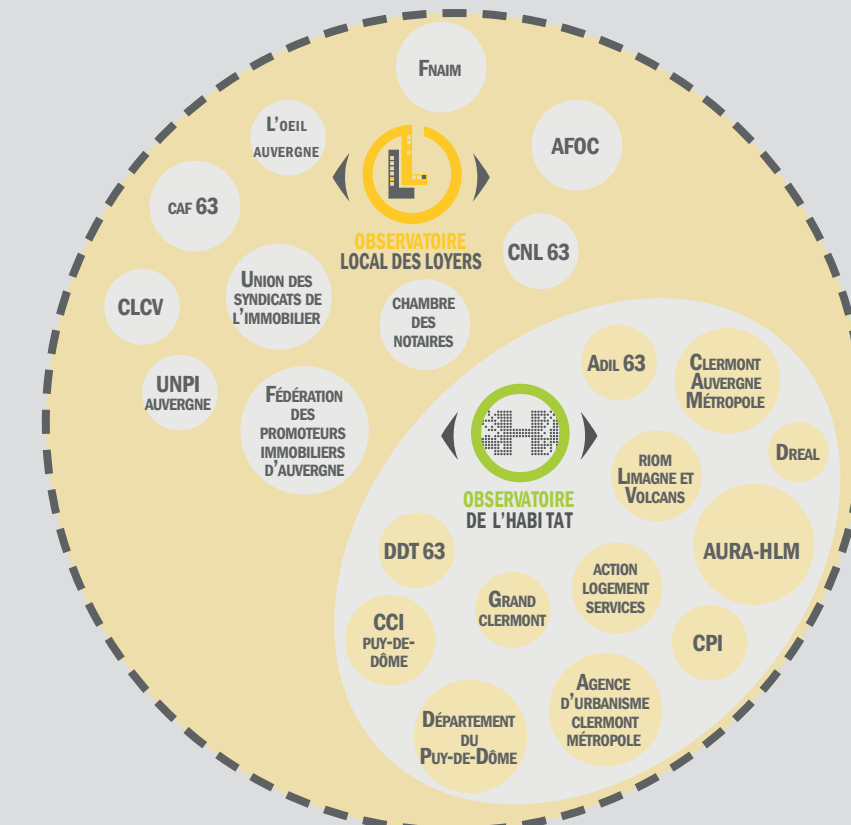 FNAIM
L'OEIL
AUVERGNE
AFOC
CAF 63
OBSERVATOIRE
LOCAL DES LOYERS
CNL 63
CLCV
UNION DES
SYNDICATS DE
L'IMMOBILIER
CHAMBRE
DES
NOTAIRES
UNPI
AUVERGNE
FÉDÉRATION
DES
PROMOTEURS
IMMOBILIERS
D'AUVERGNE
ADIL 63
CLERMONT
AUVERGNE
MÉTROPOLE
OBSERVATOIRE
DE L'HABI TAT
RIOM
LIMAGNE ET
VOLCANS
DREAL
DDT 63
AURA-HLM
GRAND
CLERMONT
ACTION
LOGEMENT
SERVICES
CCI
PUY-DE-
DÔME
CPI
DÉPARTEMENT
DU
PUY-DE-DÔME
AGENCE
D'URBANISME
CLERMONT
MÉTROPOLE